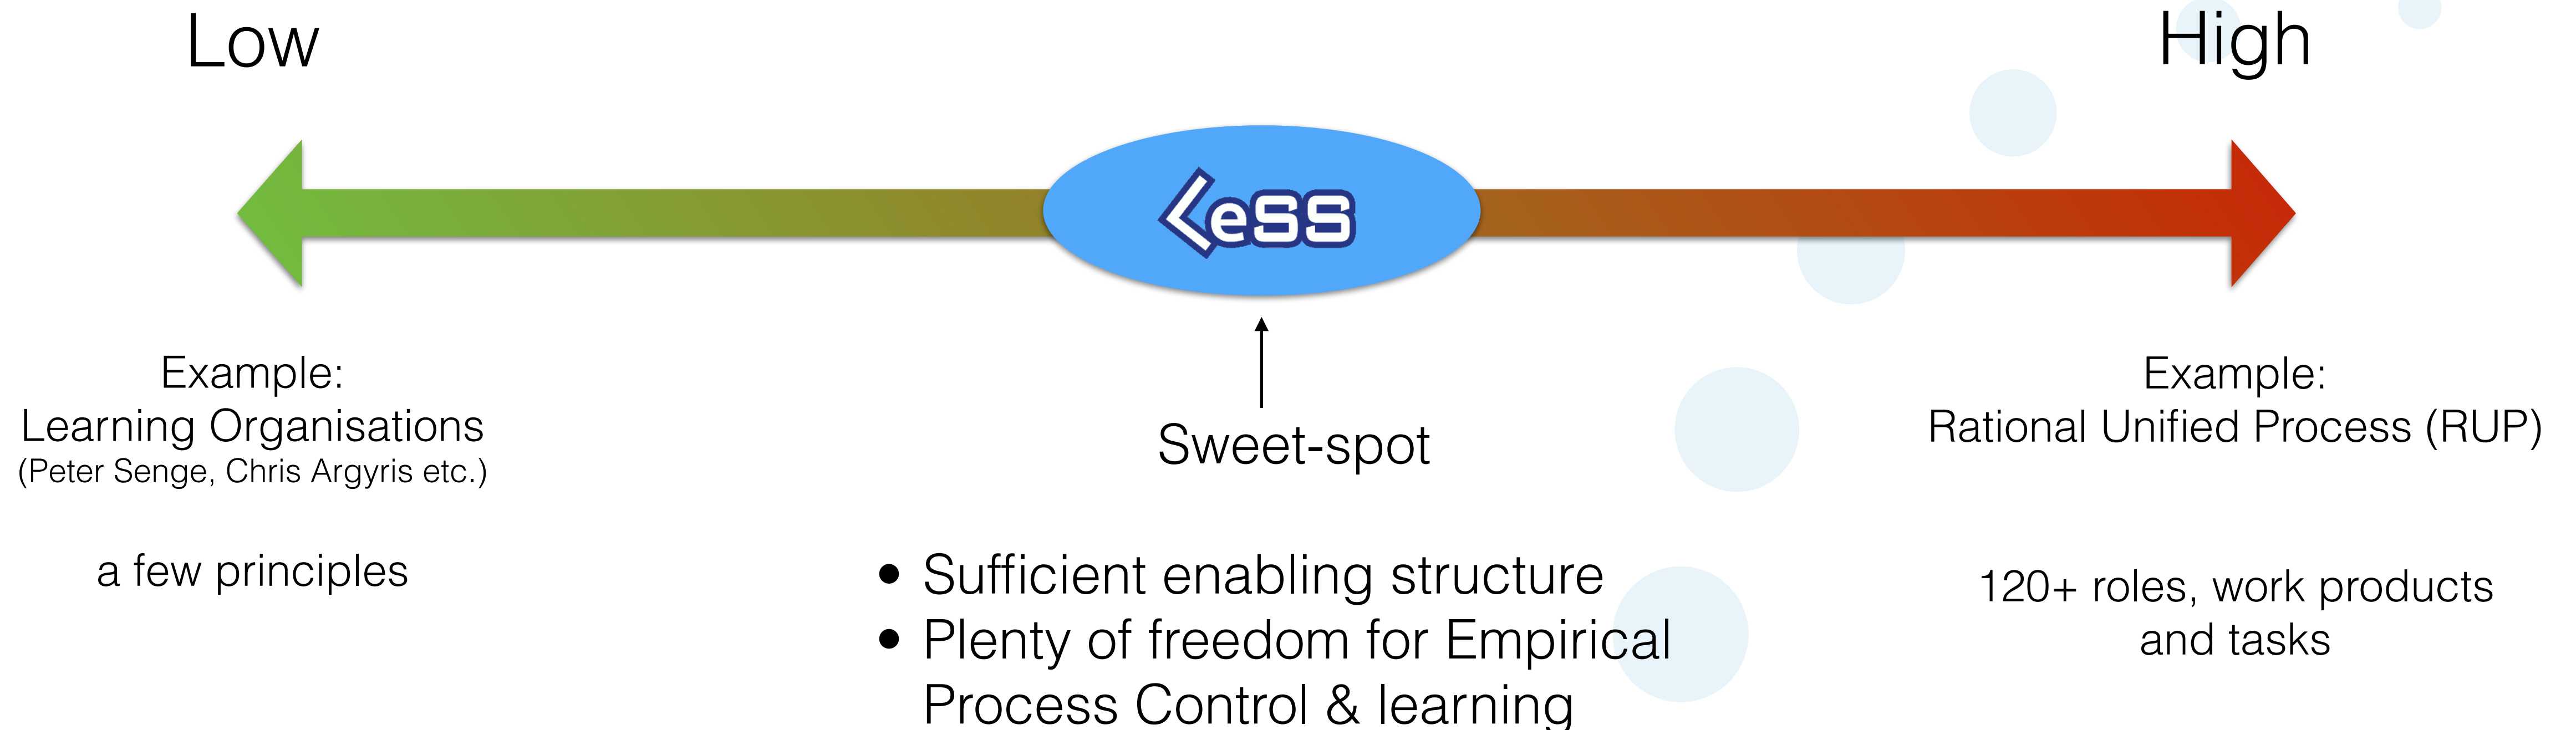 Low
High
LeSS
Example:
Learning Organisations
(Peter Senge, Chris Argyris etc.)
a few principles
Sweet-spot
• Sufficient enabling structure
• Plenty of freedom for Empirical
Process Control & learning
Example:
Rational Unified Process (RUP)
120+ roles, work products
and tasks